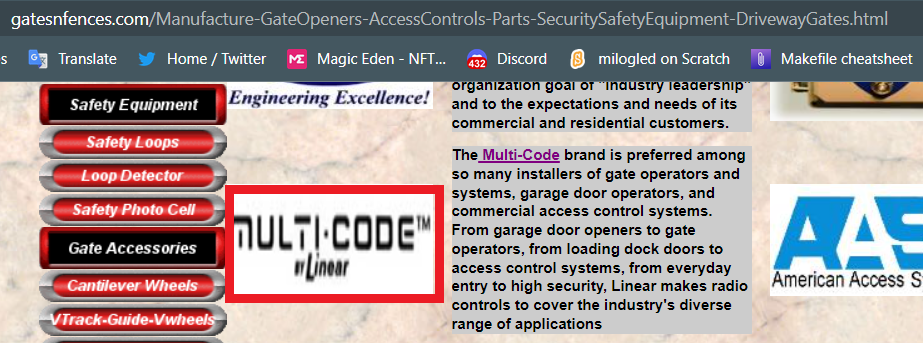 gatesnfences.com/Manufacture-GateOpeners-AccessControls-Parts-SecuritySafetyEquipment-DrivewayGates.html
s Translate Home / Twitter Magic Eden - NFT... 432 Discord milogled on Scratch Makefile cheatsheet
Safety Equipment
Safety Loops
Loop Detector
Safety Photo Cell
Gate Accessories
Cantilever Wheels
VTrack-Guide-Vwheels
Engineering Excellence!
MULTI-CODE™
BY Linear
organization goal of "industry leadership"
and to the expectations and needs of its
commercial and residential customers.
The Multi-Code brand is preferred among
so many installers of gate operators and
systems, garage door operators, and
commercial access control systems.
From garage door openers to gate
operators, from loading dock doors to
access control systems, from everyday
entry to high security, Linear makes radio
controls to cover the industry's diverse
range of applications
AAS
American Access S